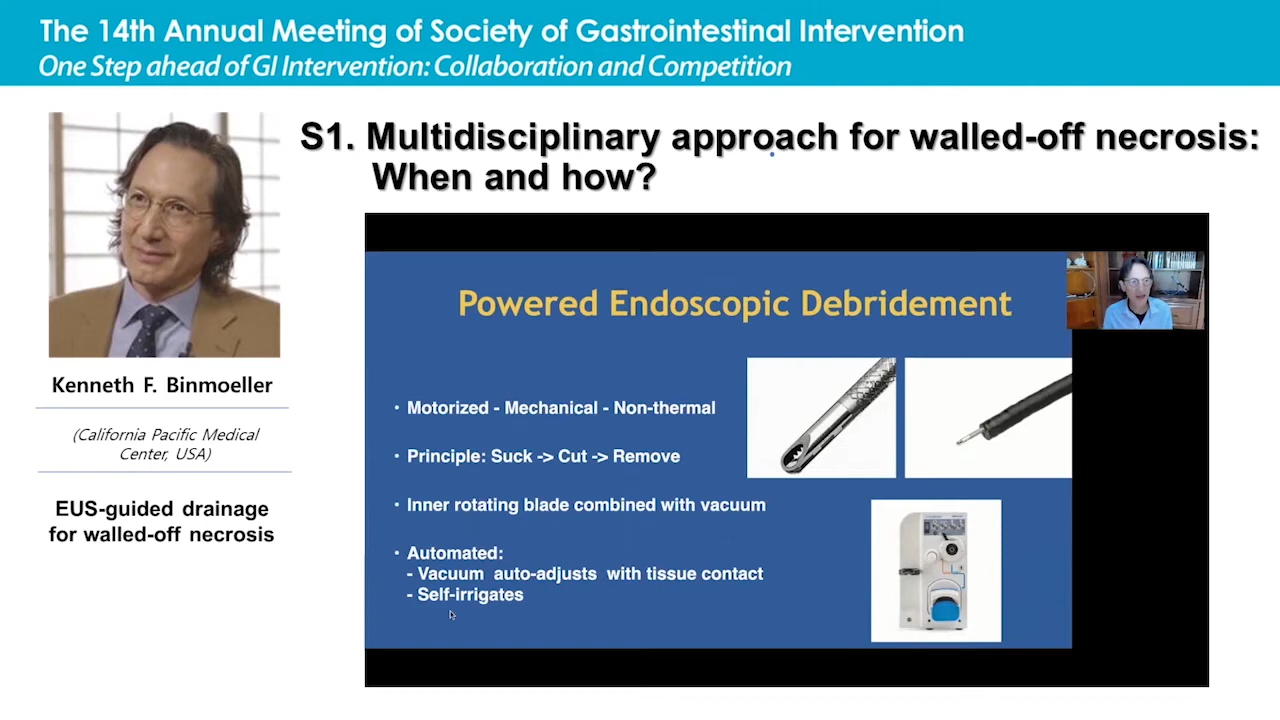 The 14th Annual Meeting of Society of Gastrointestinal Intervention
One Step ahead of GI Intervention: Collaboration and Competition
S1. Multidisciplinary approach for walled-off necrosis:
When and how?
Kenneth F. Binmoeller
(California Pacific Medical
Center, USA)
EUS-guided drainage
for walled-off necrosis
Powered Endoscopic Debridement
• Motorized - Mechanical - Non-thermal
• Principle: Suck -> Cut -> Remove
• Inner rotating blade combined with vacuum
• Automated:
- Vacuum auto-adjusts with tissue contact
- Self-irrigates